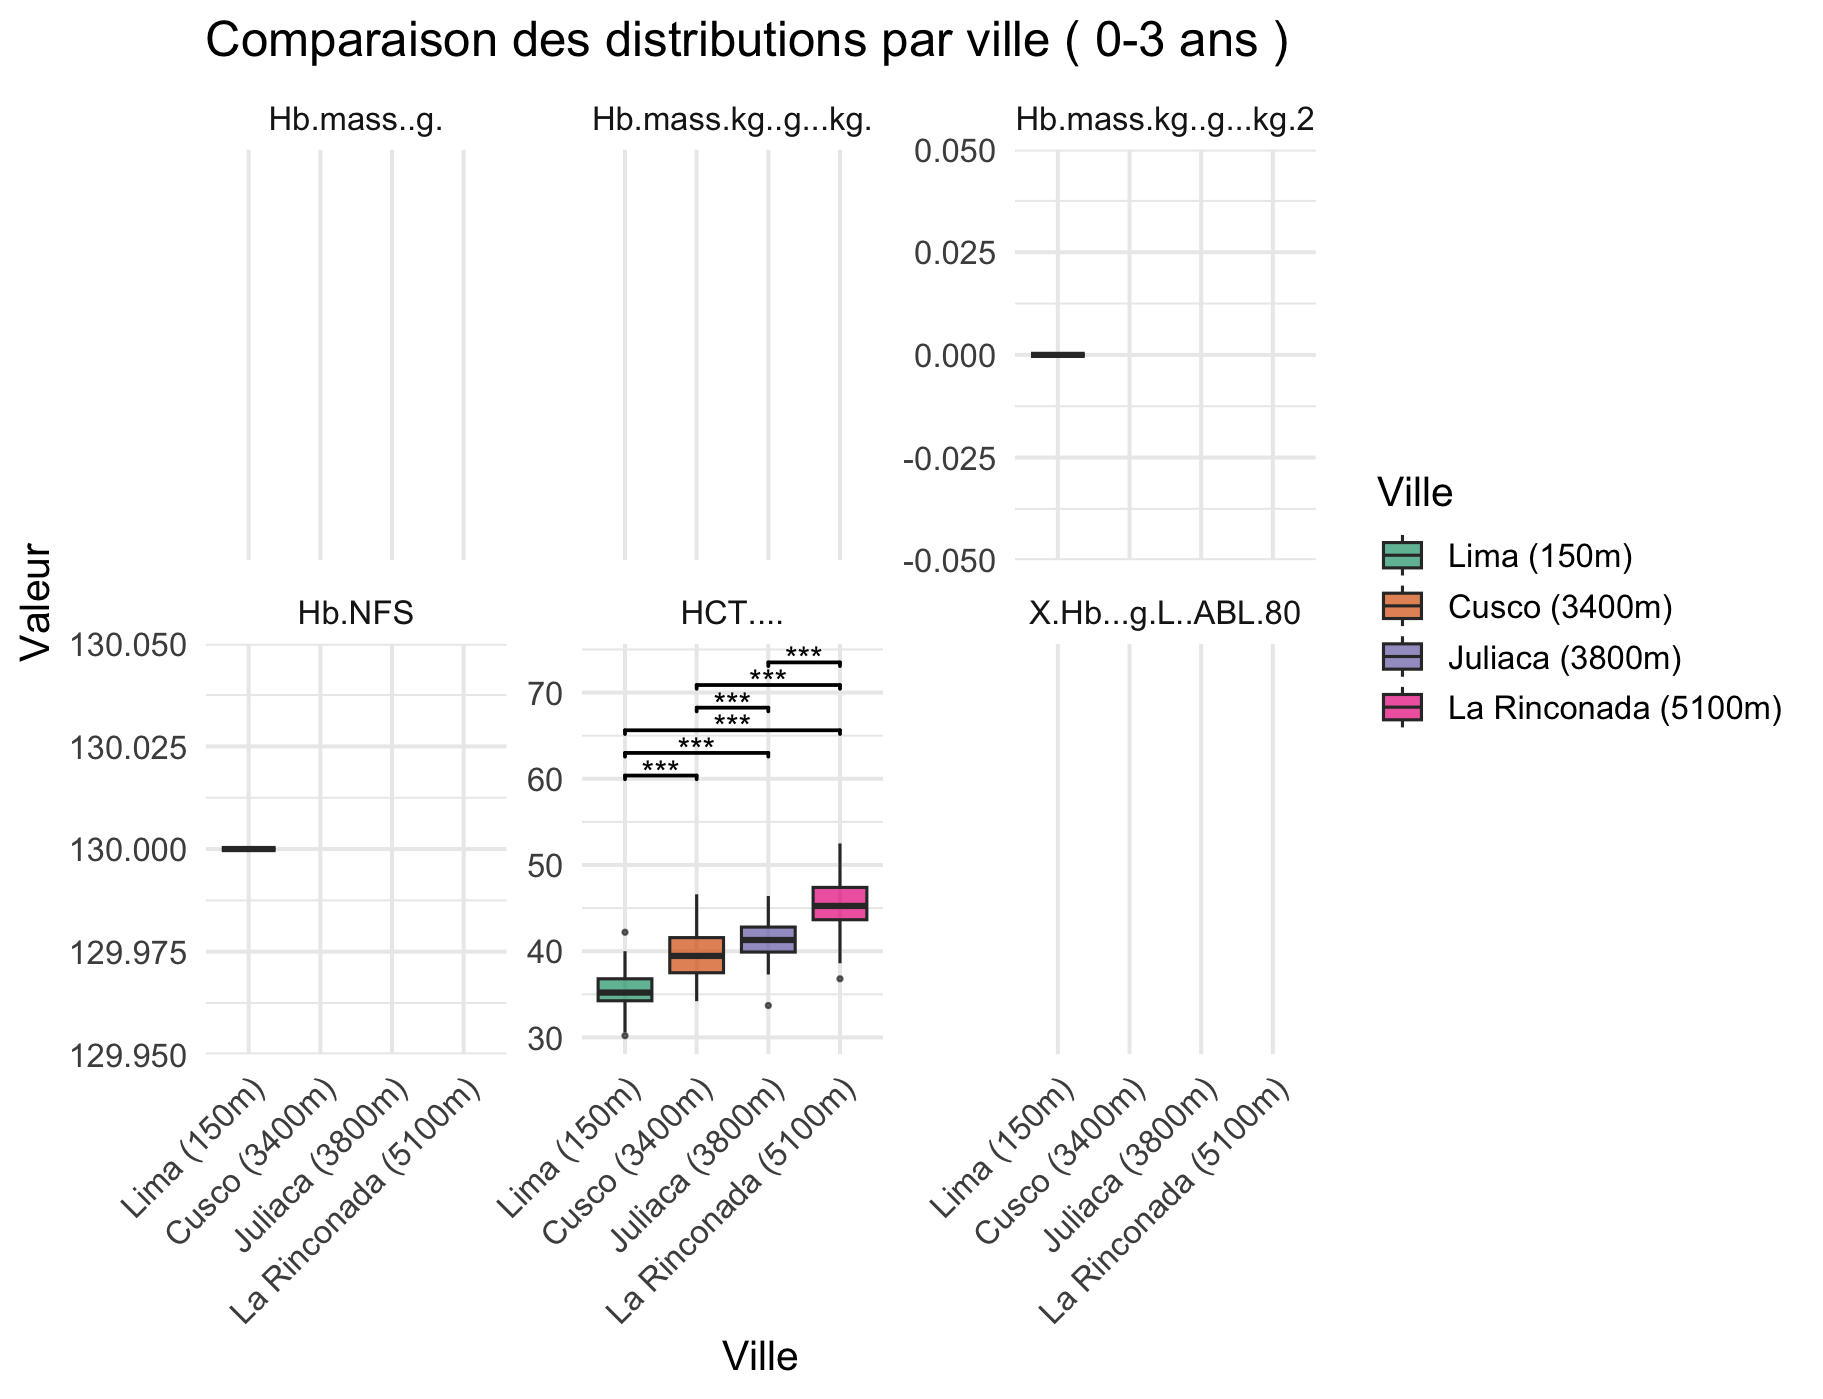 Comparaison des distributions par ville ( 0-3 ans )
Hb.mass..g.
Hb.mass.kg..g...kg.
Hb.mass.kg..g...kg.2
0.050
0.025
0.000
-0.025
-0.050
Valeur
Hb.NFS
130.050
130.025
130.000
129.975
129.950
HCT....
70
60
50
40
30
***
***
***
***
***
***
X.Hb...g.L..ABL.80
Lima (150m)
Cusco (3400m)
Juliaca (3800m)
La Rinconada (5100m)
Lima (150m)
Cusco (3400m)
Juliaca (3800m)
La Rinconada (5100m)
Lima (150m)
Cusco (3400m)
Juliaca (3800m)
La Rinconada (5100m)
Ville
Ville
Lima (150m)
Cusco (3400m)
Juliaca (3800m)
La Rinconada (5100m)